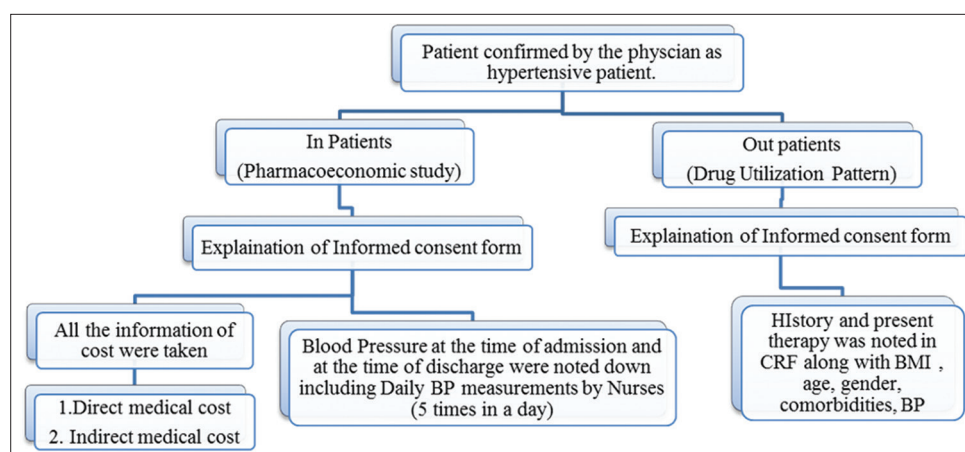 Patient confirmed by the physcian as
hypertensive patient.
In Patients
(Pharmacoeconomic study)
Out patients
(Drug Utilization Pattern)
Explaination of Informed consent form
Explaination of Informed consent form
All the information of
cost were taken
Blood Pressure at the time of admission and
at the time of discharge were noted down
including Daily BP measurements by Nurses
(5 times in a day)
HIstory and present
therapy was noted in
CRF along with BMI ,
age, gender,
comorbidities, BP
1.Direct medical cost
2. Indirect medical cost